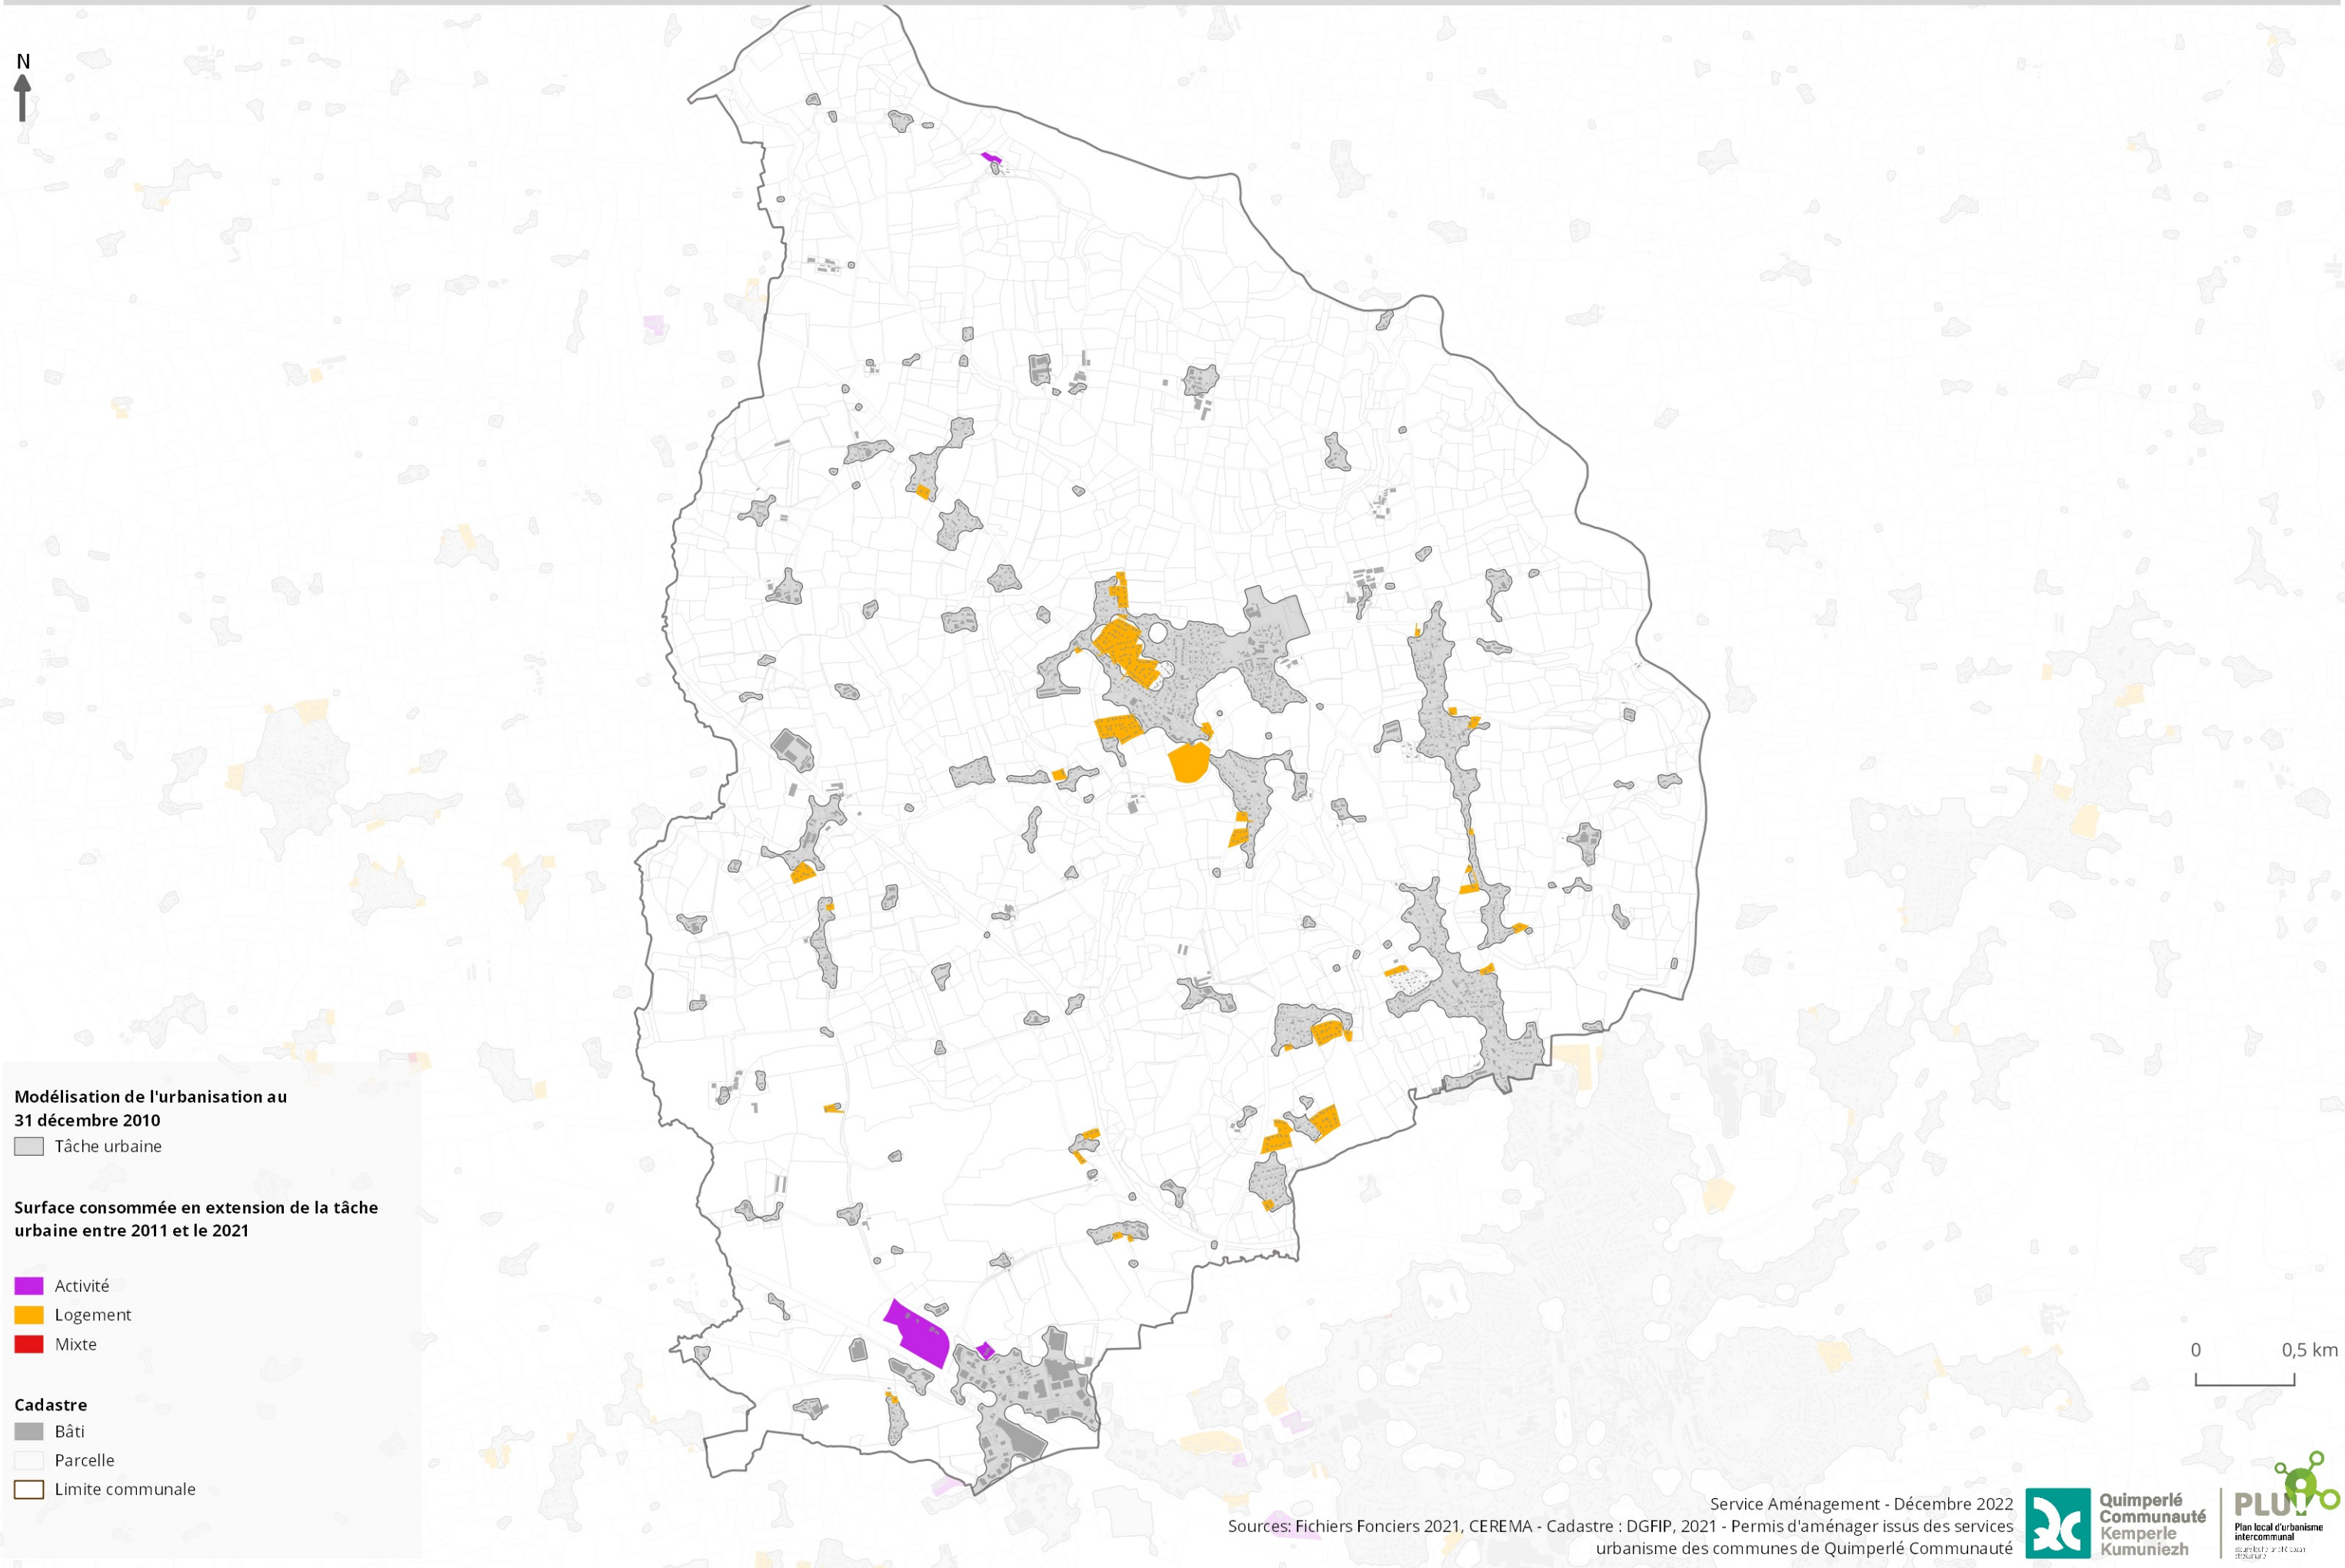 N
Modélisation de l'urbanisation au
31 décembre 2010
Tâche urbaine
Surface consommée en extension de la tâche
urbaine entre 2011 et le 2021
Activité
Logement
Mixte
Cadastre
Bâti
Parcelle
Limite communale
0 0,5 km
Service Aménagement - Décembre 2022
Sources: Fichiers Fonciers 2021, CEREMA - Cadastre : DGFIP, 2021 - Permis d'aménager issus des services
urbanisme des communes de Quimperlé Communauté
Quimperlé
Communauté
Kemperle
Kumuniezh
PLUi
Plan local d'urbanisme
intercommunal